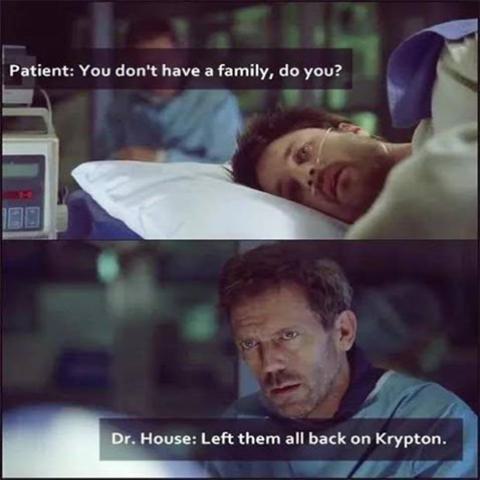 Patient: You don't have a family, do you?
Dr. House: Left them all back on Krypton.